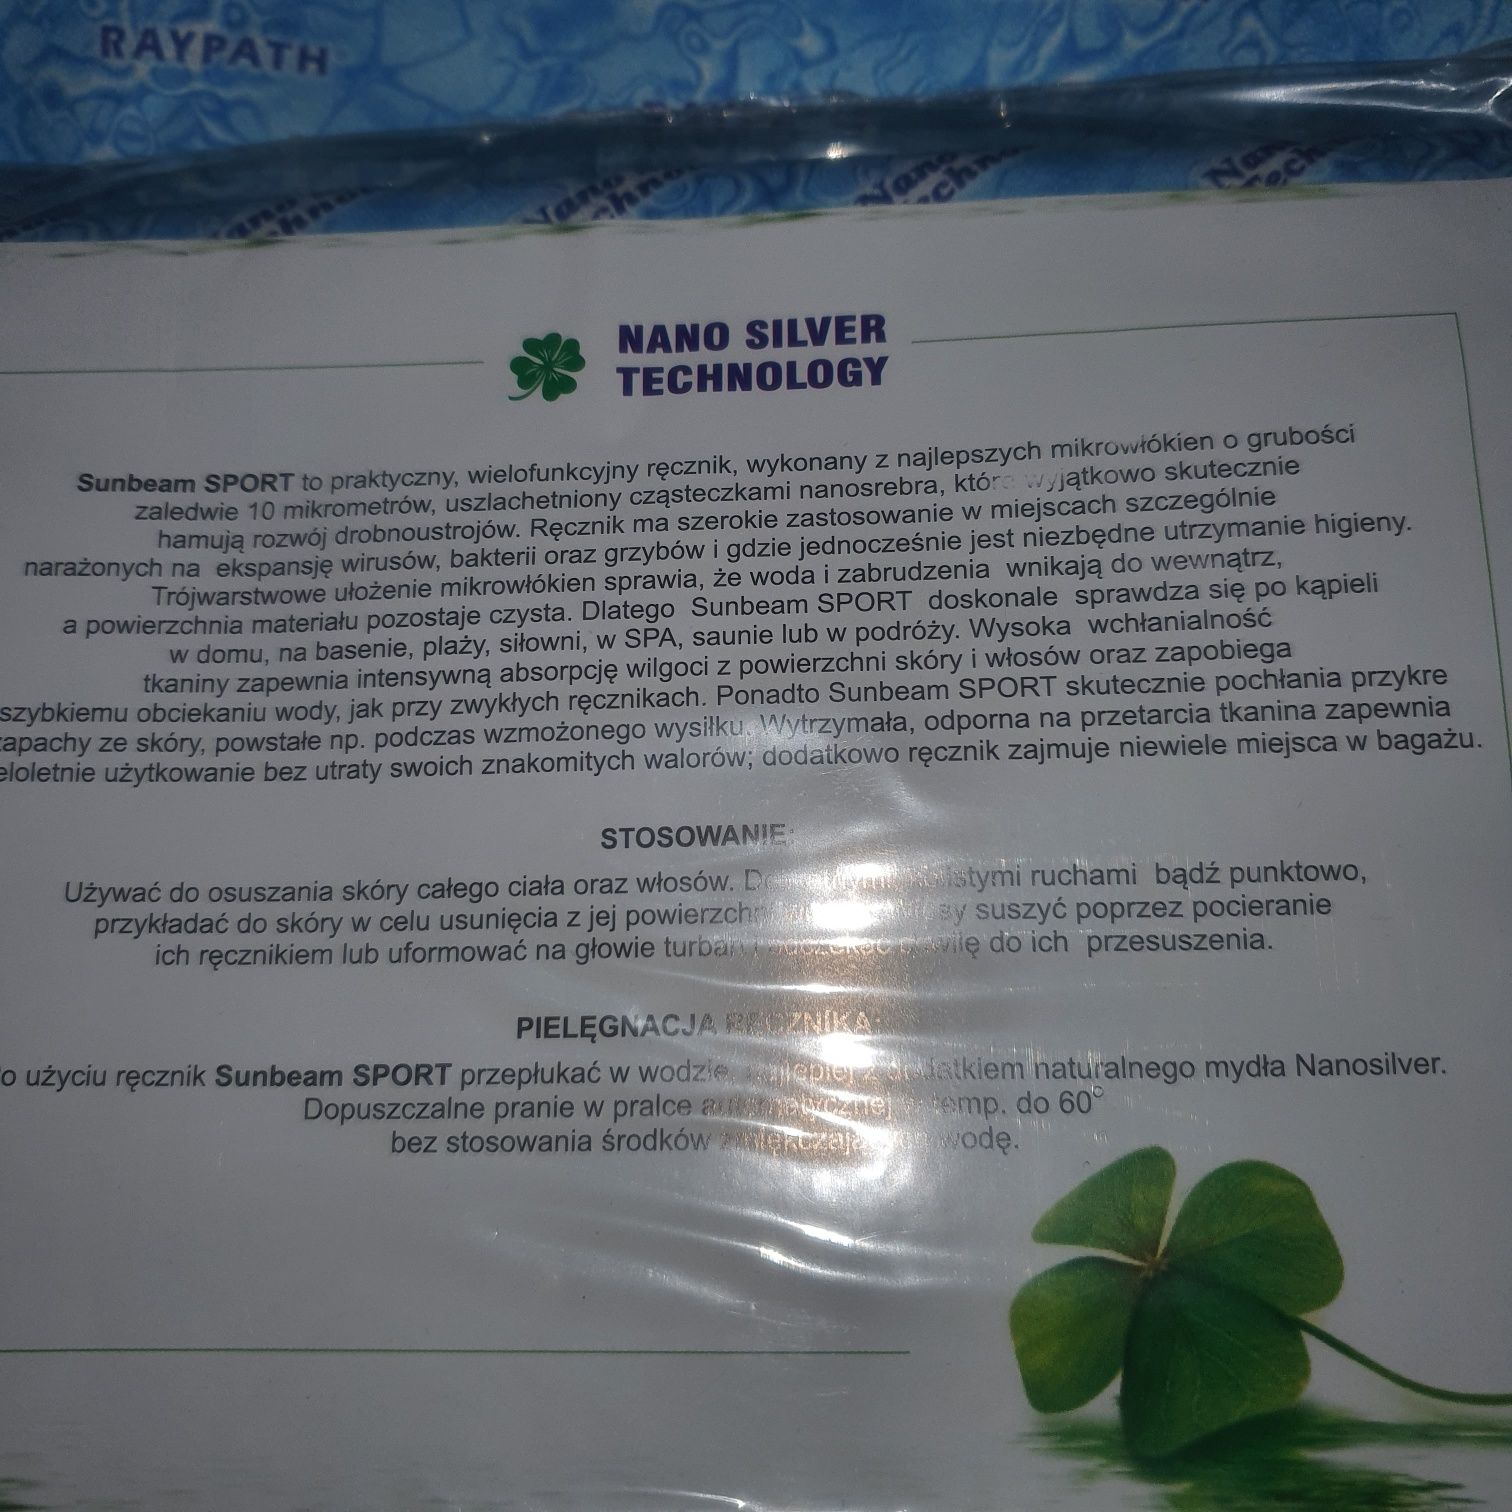 RAYPATH
Nano
Technology
NANO SILVER
TECHNOLOGY
Sunbeam SPORT to praktyczny, wielofunkcyjny ręcznik, wykonany z najlepszych mikrowłókien o grubości
zaledwie 10 mikrometrów, uszlachetniony cząsteczkami nanosrebra, które wyjątkowo skutecznie
hamują rozwój drobnoustrojów. Ręcznik ma szerokie zastosowanie w miejscach szczególnie
narażonych na ekspansję wirusów, bakterii oraz grzybów i gdzie jednocześnie jest niezbędne utrzymanie higieny.
Trójwarstwowe ułożenie mikrowłókien sprawia, że woda i zabrudzenia wnikają do wewnątrz,
a powierzchnia materiału pozostaje czysta. Dlatego Sunbeam SPORT doskonale sprawdza się po kąpieli
w domu, na basenie, plaży, siłowni, w SPA, saunie lub w podróży. Wysoka wchłanialność
tkaniny zapewnia intensywną absorpcję wilgoci z powierzchni skóry i włosów oraz zapobiega
szybkiemu obciekaniu wody, jak przy zwykłych ręcznikach. Ponadto Sunbeam SPORT skutecznie pochłania przykre
zapachy ze skóry, powstałe np. podczas wzmożonego wysiłku. Wytrzymała, odporna na przetarcia tkanina zapewnia
eloletnie użytkowanie bez utraty swoich znakomitych walorów; dodatkowo ręcznik zajmuje niewiele miejsca w bagażu.
STOSOWANIE:
Używać do osuszania skóry całego ciała oraz włosów. ruchami bądź punktowo,
przykładać do skóry w celu usunięcia z jej suszyć poprzez pocieranie
ich ręcznikiem lub uformować na głowie turban do ich przesuszenia.
PIELĘGNACJA RĘCZNIKA:
o użyciu ręcznik Sunbeam SPORT przepłukać w wodzie, najlepiej z dodatkiem naturalnego mydła Nanosilver.
Dopuszczalne pranie w pralce automatycznej temp. do 60°
bez stosowania środków zmiękczających wodę.